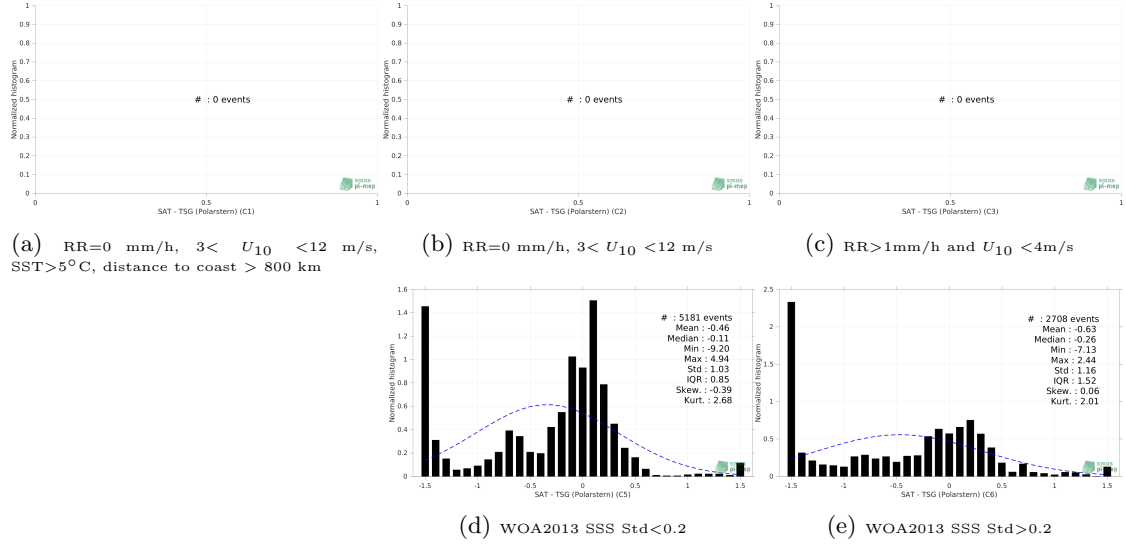 1
0.9
0.8
0.7
0.6
0.5
0.4
0.3
0.2
0.1
0
Normalized histogram
# : 0 events
smos
pi-mep
0 0.5 1
SAT - TSG (Polarstern) (C1)
1
0.9
0.8
0.7
0.6
0.5
0.4
0.3
0.2
0.1
0
Normalized histogram
# : 0 events
smos
pi-mep
0 0.5 1
SAT - TSG (Polarstern) (C2)
1
0.9
0.8
0.7
0.6
0.5
0.4
0.3
0.2
0.1
0
Normalized histogram
# : 0 events
smos
pi-mep
0 0.5 1
SAT - TSG (Polarstern) (C3)
(a) RR=0 mm/h, 3< U10 <12 m/s,
SST>5°C, distance to coast > 800 km
(b) RR=0 mm/h, 3< U10 <12 m/s
(c) RR>1mm/h and U10 <4m/s
1.6
1.4
1.2
1
0.8
0.6
0.4
0.2
0
Normalized histogram
# : 5181 events
Mean : -0.46
Median : -0.11
Min : -9.20
Max : 4.94
Std : 1.03
IQR : 0.85
Skew. : -0.39
Kurt. : 2.68
smos
pi-mep
-1.5 -1 -0.5 0 0.5 1 1.5
SAT - TSG (Polarstern) (C5)
2.5
2
1.5
1
0.5
0
Normalized histogram
# : 2708 events
Mean : -0.63
Median : -0.26
Min : -7.13
Max : 2.44
Std : 1.16
IQR : 1.52
Skew. : 0.06
Kurt. : 2.01
smos
pi-mep
-1.5 -1 -0.5 0 0.5 1 1.5
SAT - TSG (Polarstern) (C6)
(d) WOA2013 SSS Std<0.2
(e) WOA2013 SSS Std>0.2